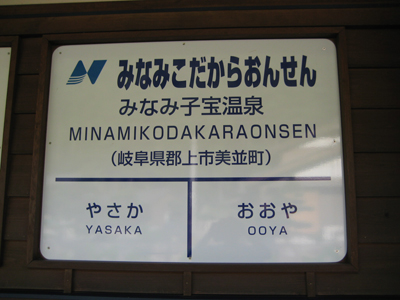 みなみこだからおんせん
みなみ子宝温泉
MINAMIKODAKARAONSEN
(岐阜県郡上市美並町)
やさか
YASAKA
おおや
OOYA